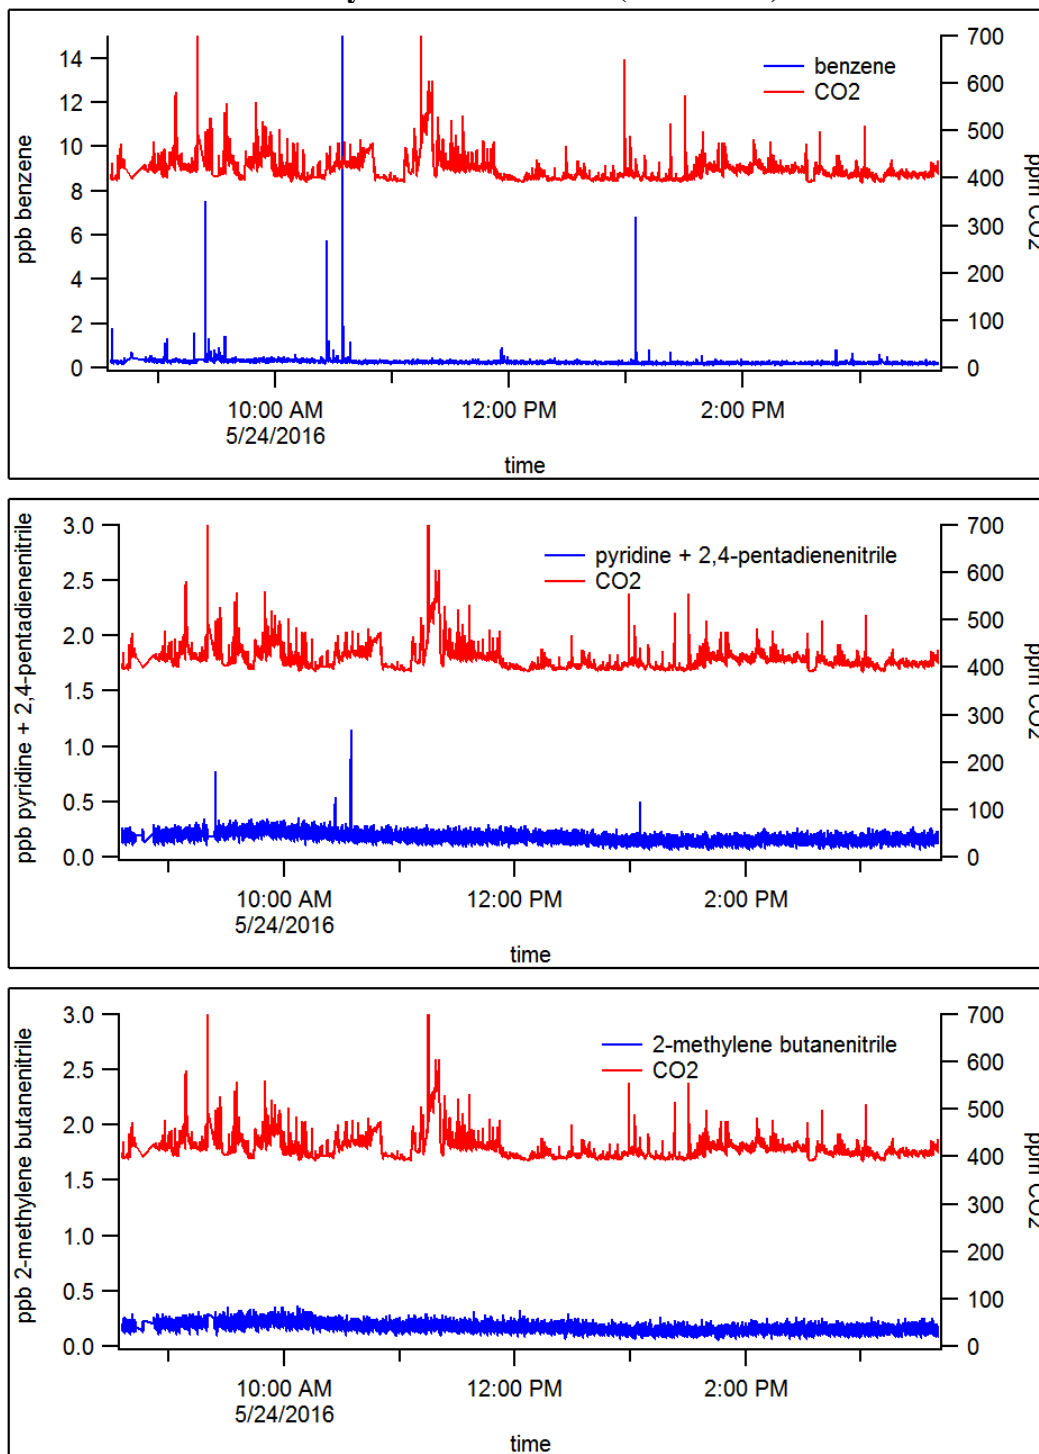 14
12
10
8
6
4
2
0
ppb benzene
benzene
CO2
700
600
500
400
300
200
100
0
ppm CO2
10:00 AM
5/24/2016
12:00 PM
2:00 PM
time
3.0
2.5
2.0
1.5
1.0
0.5
0.0
ppb pyridine + 2,4-pentadienenitrile
pyridine + 2,4-pentadienenitrile
CO2
700
600
500
400
300
200
100
0
ppm CO2
10:00 AM
5/24/2016
12:00 PM
2:00 PM
time
3.0
2.5
2.0
1.5
1.0
0.5
0.0
ppb 2-methylene butanenitrile
2-methylene butanenitrile
CO2
700
600
500
400
300
200
100
0
ppm CO2
10:00 AM
5/24/2016
12:00 PM
2:00 PM
time